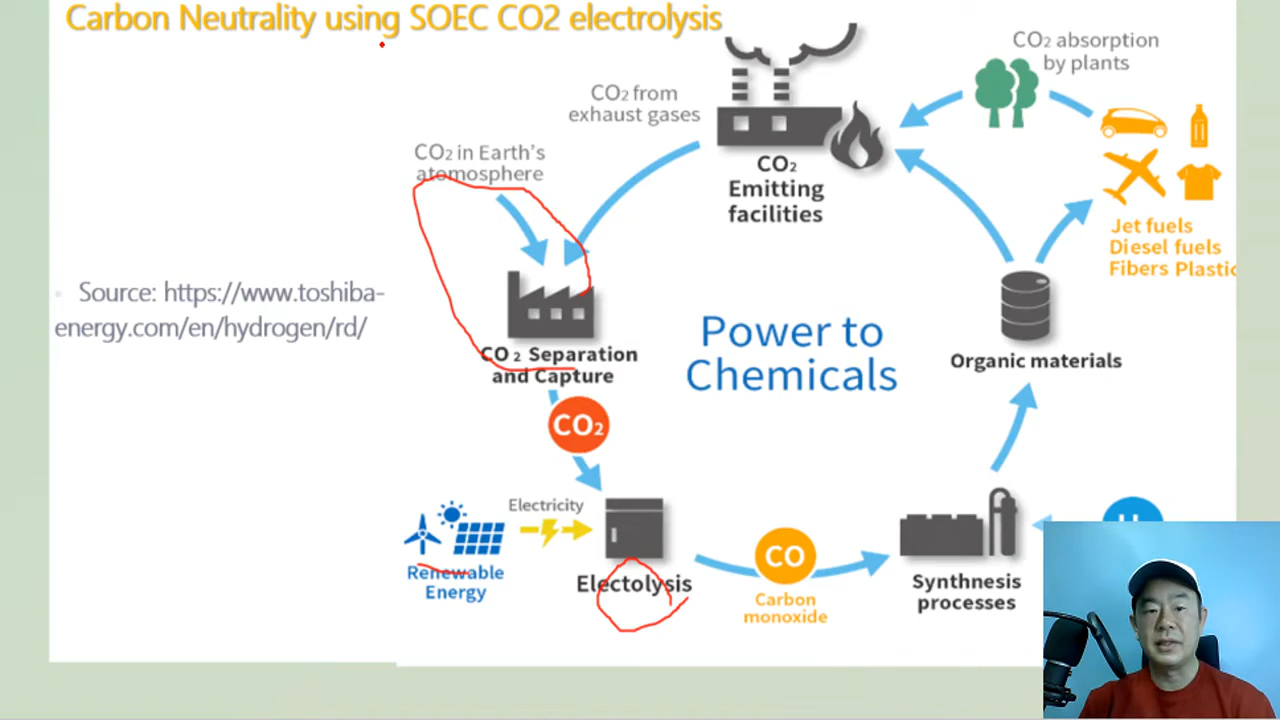 Carbon Neutrality using SOEC CO2 electrolysis
CO2 absorption
by plants
CO2 from
exhaust gases
CO2 in Earth's
atomosphere
CO2
Emitting
facilities
Jet fuels
Diesel fuels
Fibers Plastic
Source: https://www.toshiba-
energy.com/en/hydrogen/rd/
Power to
Chemicals
CO2 Separation
and Capture
Organic materials
CO2
Electricity
Renewable
Energy
Electolysis
CO
Carbon
monoxide
Synthnesis
processes